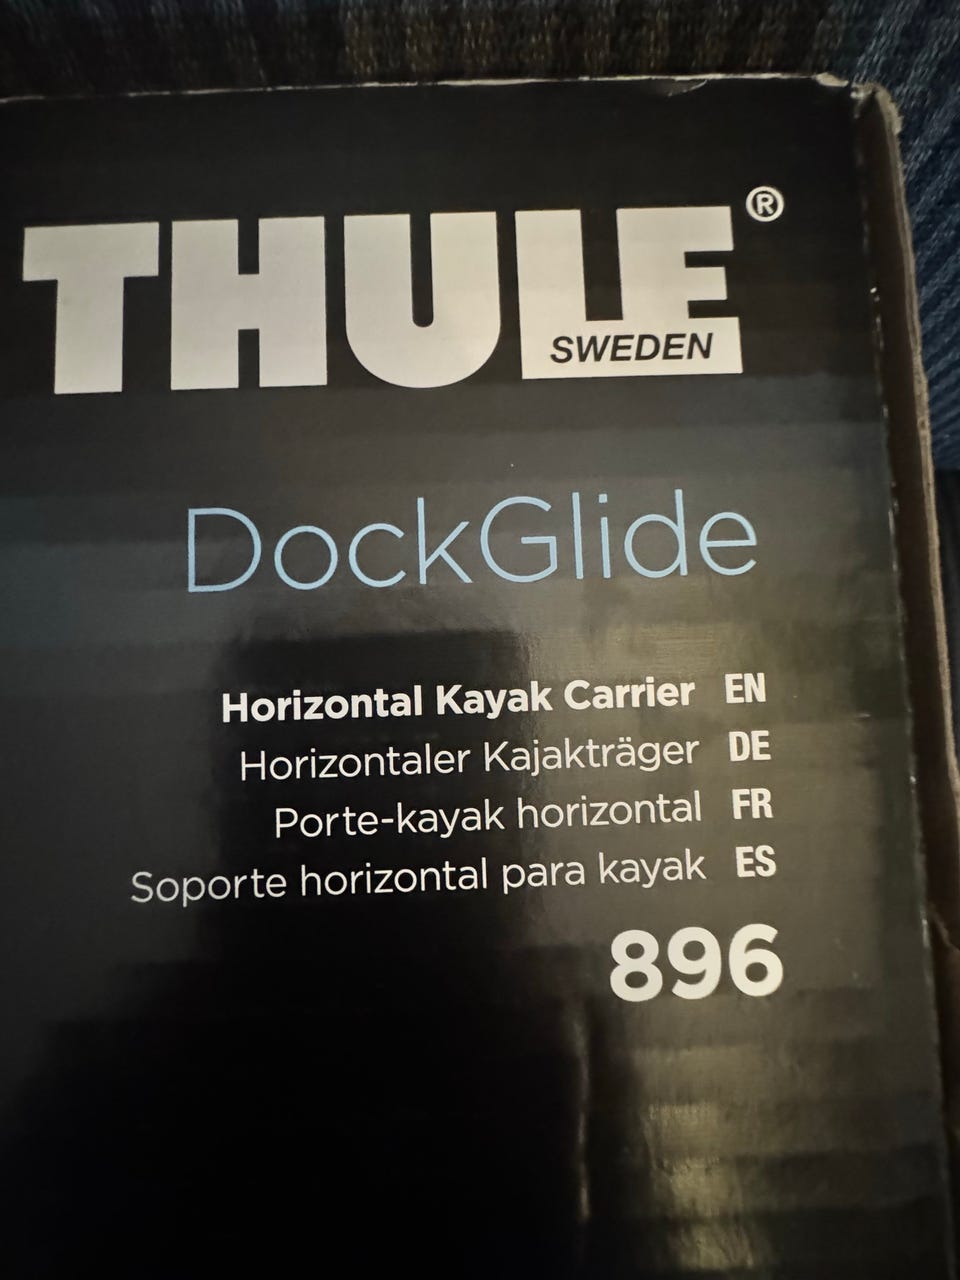 THULE®
SWEDEN
DockGlide
Horizontal Kayak Carrier EN
Horizontaler Kajakträger DE
Porte-kayak horizontal FR
Soporte horizontal para kayak ES
896